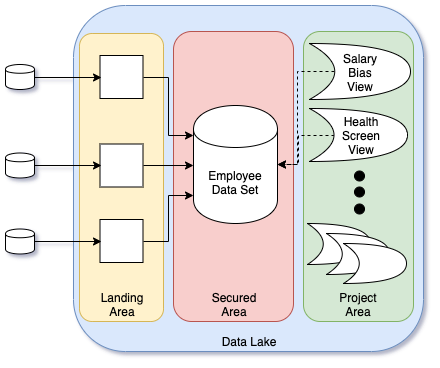 Salary
Bias
View
Health
Screen
View
Employee
Data Set
Landing
Area
Secured
Area
Project
Area
Data Lake